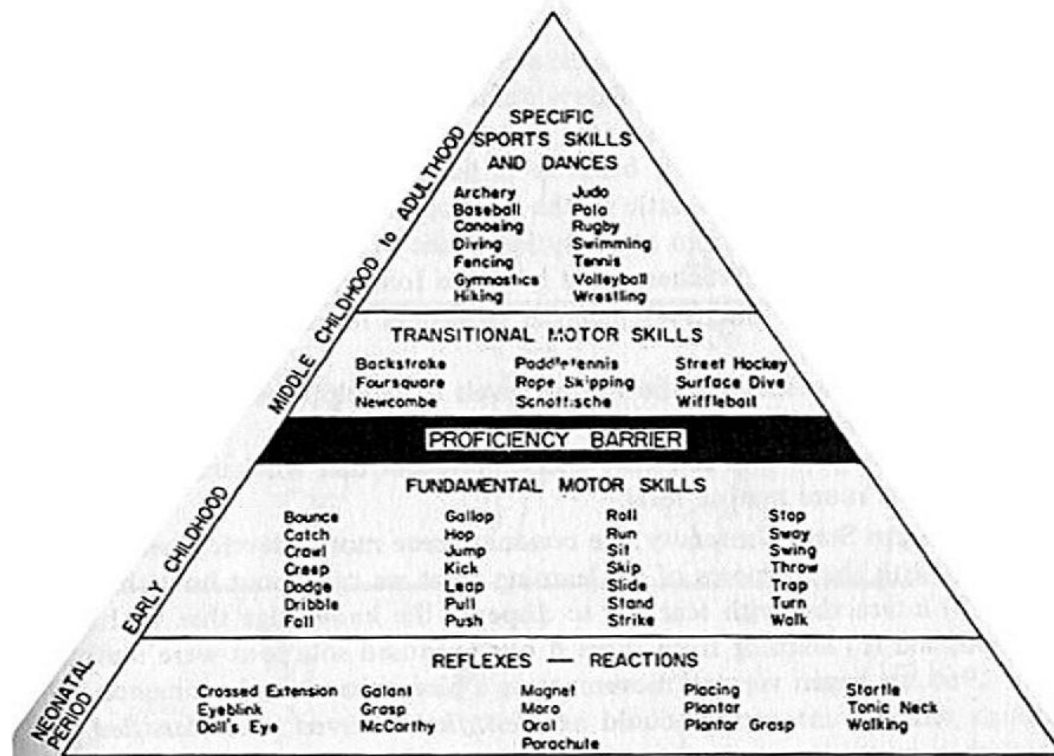 SPECIFIC
SPORTS SKILLS
AND DANCES
Archery Judo
Baseball Polo
Canoeing Rugby
Diving Swimming
Fencing Tennis
Gymnastics Volleyball
Hiking Wrestling
MIDDLE CHILDHOOD to ADULTHOOD
TRANSITIONAL MOTOR SKILLS
Backstroke Paddletennis Street Hockey
Foursquare Rope Skipping Surface Dive
Newcombe Schottische Wiffleball
PROFICIENCY BARRIER
EARLY CHILDHOOD
FUNDAMENTAL MOTOR SKILLS
Bounce Gallop Roll Stop
Catch Hop Run Sway
Crawl Jump Sit Swing
Creep Kick Skip Throw
Dodge Leap Slide Trap
Dribble Pull Stand Turn
Fall Push Strike Walk
NEONATAL
PERIOD
REFLEXES — REACTIONS
Crossed Extension Galant Magnet Placing Startle
Eyeblink Grasp Moro Plantar Tonic Neck
Doll's Eye McCarthy Oral Plantar Grasp Walking
Parachute